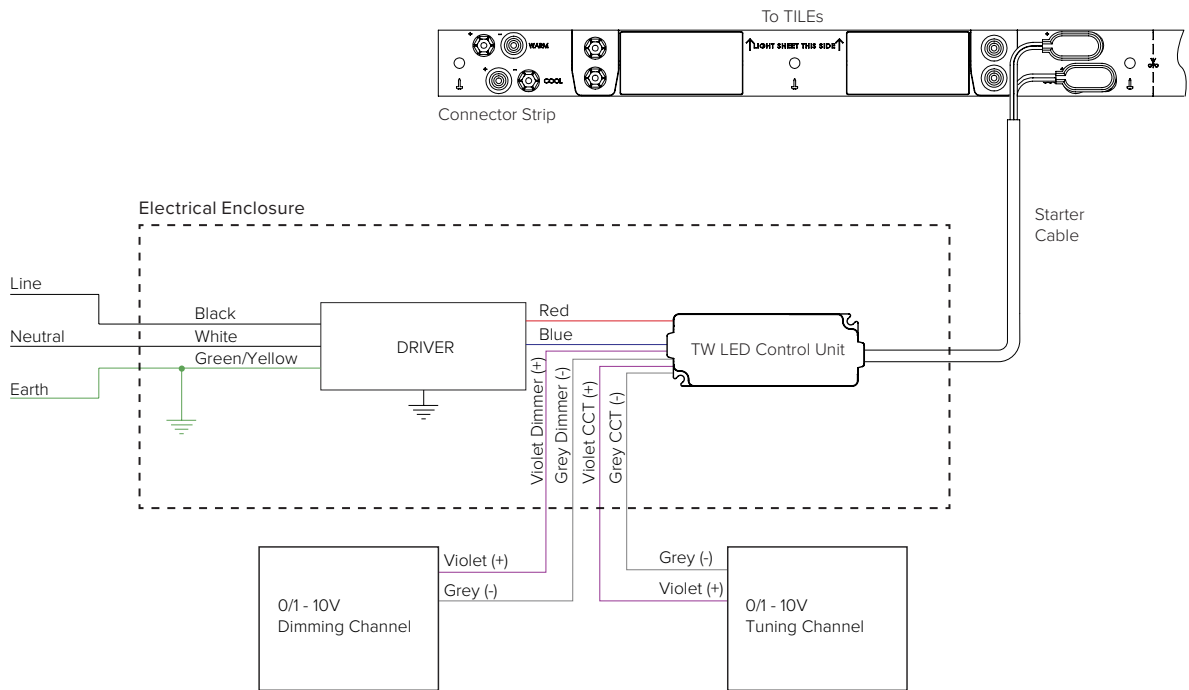 To TILEs
+ - WARM
LIGHT SHEET THIS SIDE
+
+ - COOL
+
Connector Strip
Starter
Cable
Electrical Enclosure
Line
Black
Red
Neutral
White
Blue
DRIVER
TW LED Control Unit
Green/Yellow
Earth
Violet Dimmer (+)
Grey Dimmer (-)
Violet CCT (+)
Grey CCT (-)
Violet (+)
Grey (-)
Grey (-)
Violet (+)
0/1 - 10V
Dimming Channel
0/1 - 10V
Tuning Channel